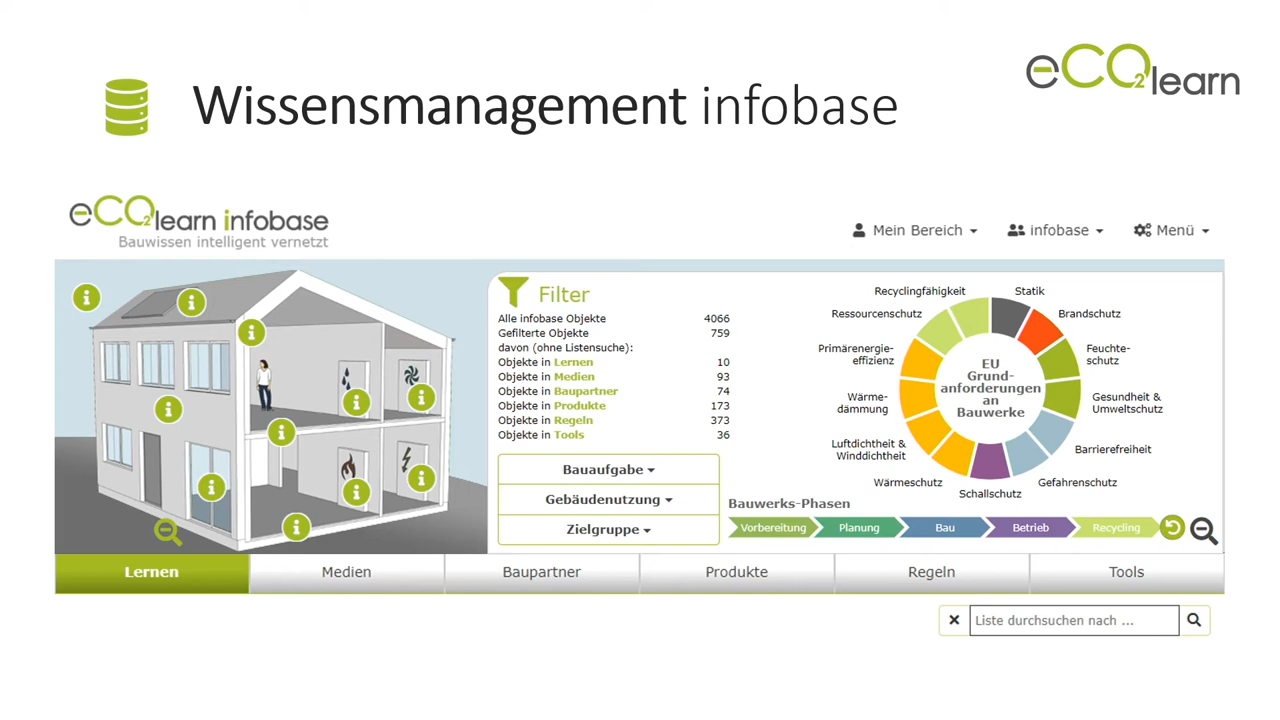 eCO2learn
Wissensmanagement infobase
eCO2learn infobase
Bauwissen intelligent vernetzt
Mein Bereich
infobase
Menü
Filter
Alle infobase Objekte 4066
Gefilterte Objekte 759
davon (ohne Listensuche):
Objekte in Lernen 10
Objekte in Medien 93
Objekte in Baupartner 74
Objekte in Produkte 173
Objekte in Regeln 373
Objekte in Tools 36
Bauaufgabe
Gebäudenutzung
Zielgruppe
Recyclingfähigkeit
Statik
Ressourcenschutz
Brandschutz
Primärenergie-
effizienz
Feuchte-
schutz
EU
Grund-
anforderungen
an
Bauwerke
Wärme-
dämmung
Gesundheit &
Umweltschutz
Luftdichtheit &
Winddichtheit
Barrierefreiheit
Wärmeschutz
Schallschutz
Gefahrenschutz
Bauwerks-Phasen
Vorbereitung
Planung
Bau
Betrieb
Recycling
Lernen
Medien
Baupartner
Produkte
Regeln
Tools
Liste durchsuchen nach ...